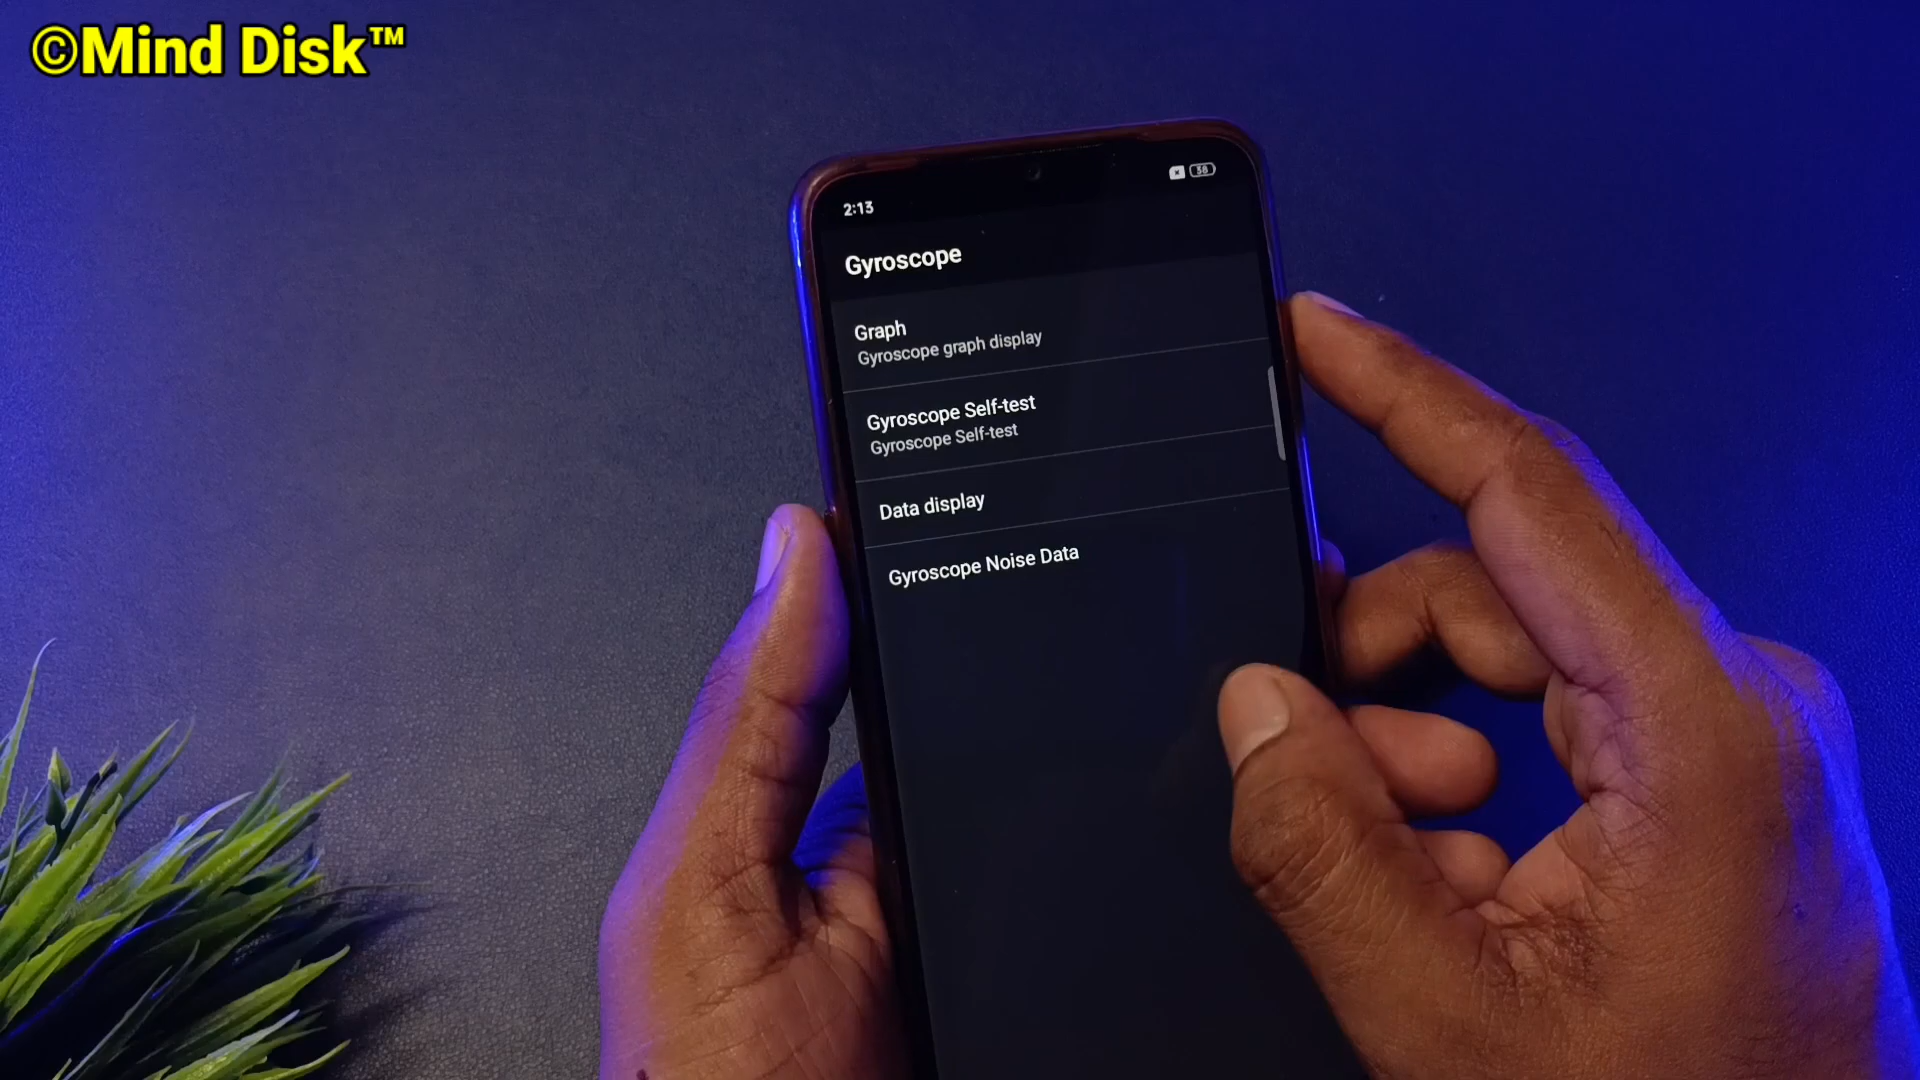 ©Mind Disk™
2:13
38
Gyroscope
Graph
Gyroscope graph display
Gyroscope Self-test
Gyroscope Self-test
Data display
Gyroscope Noise Data